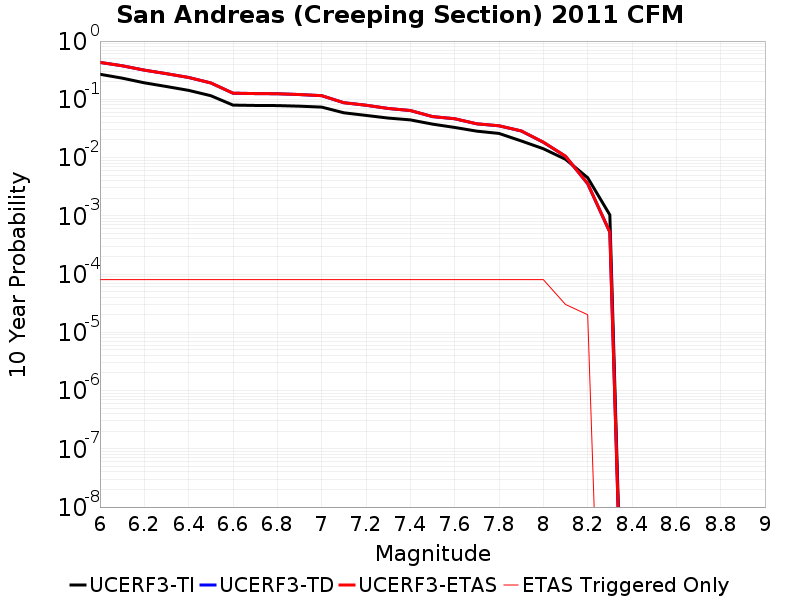 San Andreas (Creeping Section) 2011 CFM
10 Year Probability
10^0
10^-1
10^-2
10^-3
10^-4
10^-5
10^-6
10^-7
10^-8
6 6.2 6.4 6.6 6.8 7 7.2 7.4 7.6 7.8 8 8.2 8.4 8.6 8.8 9
Magnitude
UCERF3-TI UCERF3-TD UCERF3-ETAS ETAS Triggered Only